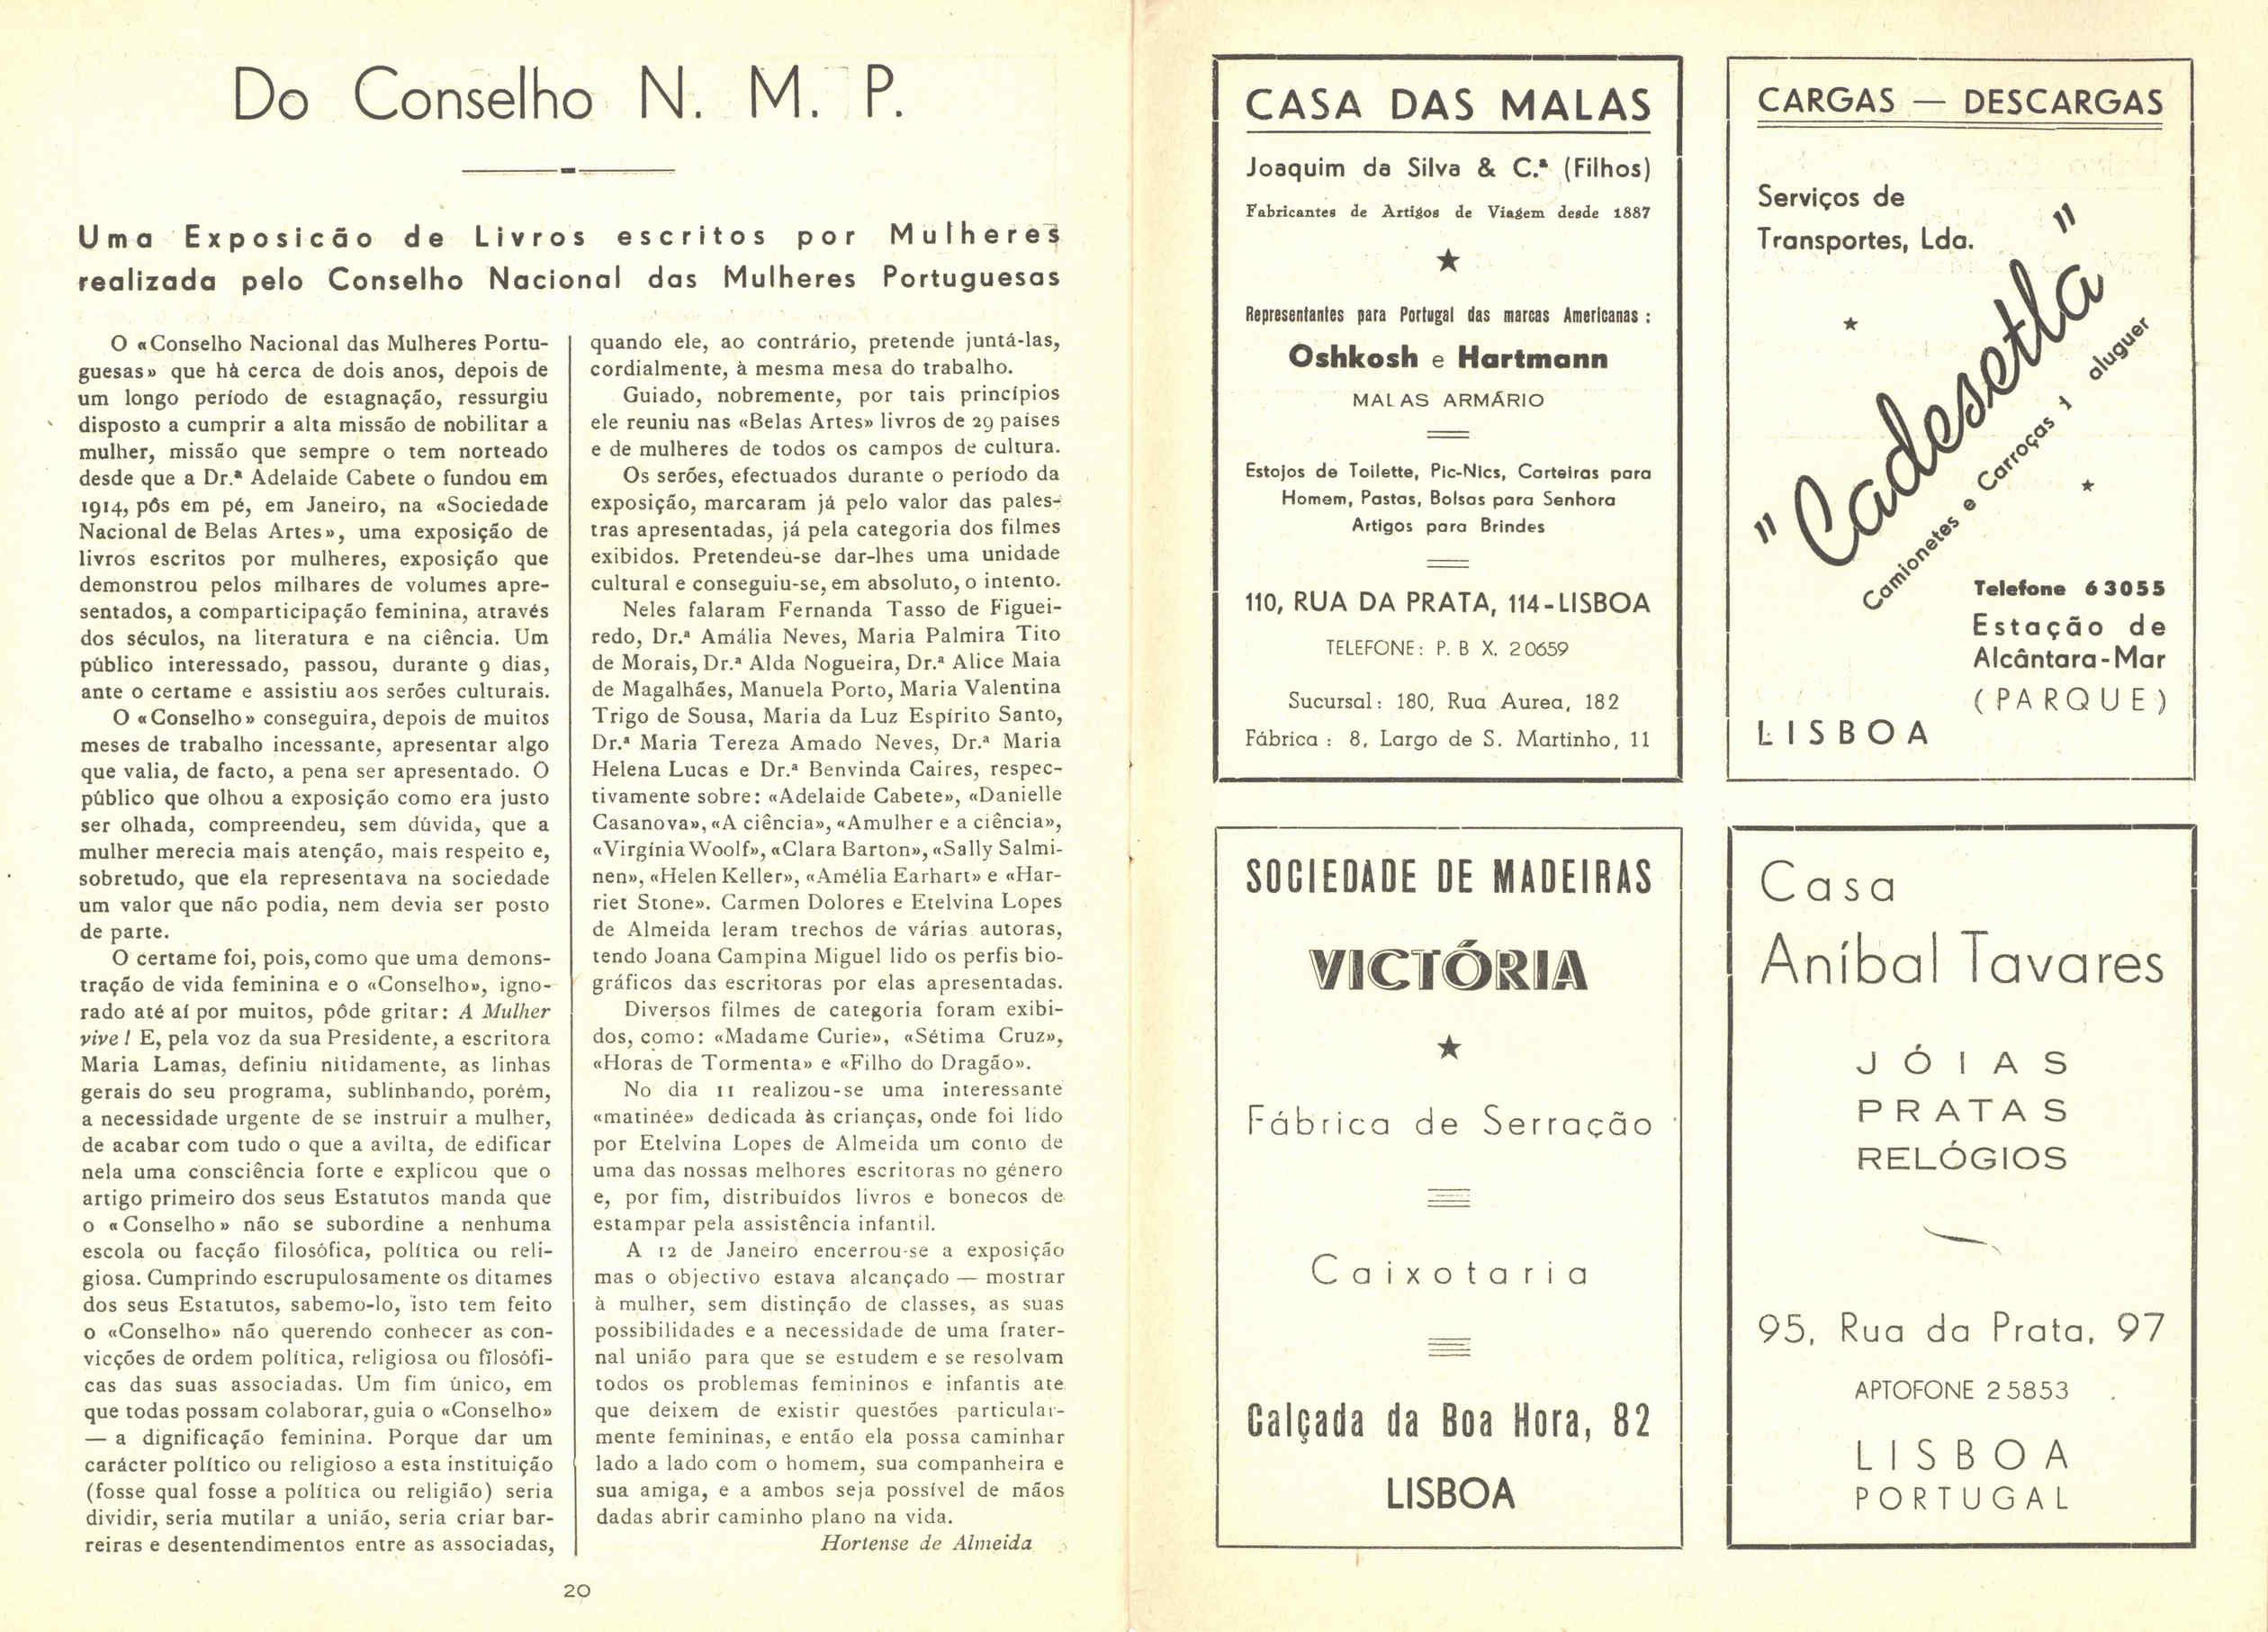 Do Conselho N. M. P.
Uma Exposicão de Livros escritos por Mulheres
realizada pelo Conselho Nacional das Mulheres Portuguesas
O «Conselho Nacional das Mulheres Portu-
guesas» que há cerca de dois anos, depois de
um longo período de estagnação, ressurgiu
disposto a cumprir a alta missão de nobilitar a
mulher, missão que sempre o tem norteado
desde que a Dr.ª Adelaide Cabete o fundou em
1914, pôs em pé, em Janeiro, na «Sociedade
Nacional de Belas Artes», uma exposição de
livros escritos por mulheres, exposição que
demonstrou pelos milhares de volumes apre-
sentados, a comparticipação feminina, através
dos séculos, na literatura e na ciência. Um
público interessado, passou, durante 9 dias,
ante o certame e assistiu aos serões culturais.
O «Conselho» conseguira, depois de muitos
meses de trabalho incessante, apresentar algo
que valia, de facto, a pena ser apresentado. O
público que olhou a exposição como era justo
ser olhada, compreendeu, sem dúvida, que a
mulher merecia mais atenção, mais respeito e,
sobretudo, que ela representava na sociedade
um valor que não podia, nem devia ser posto
de parte.
O certame foi, pois, como que uma demons-
tração de vida feminina e o «Conselho», igno-
rado até aí por muitos, pôde gritar: A Mulher
vive! E, pela voz da sua Presidente, a escritora
Maria Lamas, definiu nìtidamente, as linhas
gerais do seu programa, sublinhando, porém,
a necessidade urgente de se instruir a mulher,
de acabar com tudo o que a avilta, de edificar
nela uma consciência forte e explicou que o
artigo primeiro dos seus Estatutos manda que
o «Conselho» não se subordine a nenhuma
escola ou facção filosófica, política ou reli-
giosa. Cumprindo escrupulosamente os ditames
dos seus Estatutos, sabemo-lo, isto tem feito
o «Conselho» não querendo conhecer as con-
vicções de ordem política, religiosa ou filosófi-
cas das suas associadas. Um fim único, em
que todas possam colaborar, guia o «Conselho»
— a dignificação feminina. Porque dar um
carácter político ou religioso a esta instituição
(fosse qual fosse a política ou religião) seria
dividir, seria mutilar a união, seria criar bar-
reiras e desentendimentos entre as associadas,
quando ele, ao contrário, pretende juntá-las,
cordialmente, à mesma mesa do trabalho.
Guiado, nobremente, por tais princípios
ele reuniu nas «Belas Artes» livros de 29 países
e de mulheres de todos os campos de cultura.
Os serões, efectuados durante o período da
exposição, marcaram já pelo valor das pales-
tras apresentadas, já pela categoria dos filmes
exibidos. Pretendeu-se dar-lhes uma unidade
cultural e conseguiu-se, em absoluto, o intento.
Neles falaram Fernanda Tasso de Figuei-
redo, Dr.ª Amália Neves, Maria Palmira Tito
de Morais, Dr.ª Alda Nogueira, Dr.ª Alice Maia
de Magalhães, Manuela Porto, Maria Valentina
Trigo de Sousa, Maria da Luz Espírito Santo,
Dr.ª Maria Tereza Amado Neves, Dr.ª Maria
Helena Lucas e Dr.ª Benvinda Caires, respec-
tivamente sobre: «Adelaide Cabete», «Danielle
Casanova», «A ciência», «Amulher e a ciência»,
«Virgínia Woolf», «Clara Barton», «Sally Salmi-
nen», «Helen Keller», «Amélia Earhart» e «Har-
riet Stone». Carmen Dolores e Etelvina Lopes
de Almeida leram trechos de várias autoras,
tendo Joana Campina Miguel lido os perfis bio-
gráficos das escritoras por elas apresentadas.
Diversos filmes de categoria foram exibi-
dos, como: «Madame Curie», «Sétima Cruz»,
«Horas de Tormenta» e «Filho do Dragão».
No dia 11 realizou-se uma interessante
«matinée» dedicada às crianças, onde foi lido
por Etelvina Lopes de Almeida um conto de
uma das nossas melhores escritoras no género
e, por fim, distribuídos livros e bonecos de
estampar pela assistência infantil.
A 12 de Janeiro encerrou-se a exposição
mas o objectivo estava alcançado — mostrar
à mulher, sem distinção de classes, as suas
possibilidades e a necessidade de uma frater-
nal união para que se estudem e se resolvam
todos os problemas femininos e infantis ate
que deixem de existir questões particular-
mente femininas, e então ela possa caminhar
lado a lado com o homem, sua companheira e
sua amiga, e a ambos seja possível de mãos
dadas abrir caminho plano na vida.
Hortense de Almeida
20
CASA DAS MALAS
Joaquim da Silva & C.ª (Filhos)
Fabricantes de Artigos de Viagem desde 1887
Representantes para Portugal das marcas Americanas:
Oshkosh e Hartmann
MALAS ARMÁRIO
Estojos de Toilette, Pic-Nics, Carteiras para
Homem, Pastas, Bolsas para Senhora
Artigos para Brindes
110, RUA DA PRATA, 114-LISBOA
TELEFONE: P. B X. 20659
Sucursal: 180, Rua Aurea, 182
Fábrica: 8, Largo de S. Martinho, 11
CARGAS — DESCARGAS
Serviços de
Transportes, Lda.
"Cadesetla"
Camionetes e Carroças i aluguer
Telefone 63055
Estação de
Alcântara-Mar
(PARQUE)
LISBOA
SOCIEDADE DE MADEIRAS
VICTÓRIA
Fábrica de Serração
Caixotaria
Calçada da Boa Hora, 82
LISBOA
Casa
Aníbal Tavares
JÓIAS
PRATAS
RELÓGIOS
95, Rua da Prata, 97
APTOFONE 25853
LISBOA
PORTUGAL